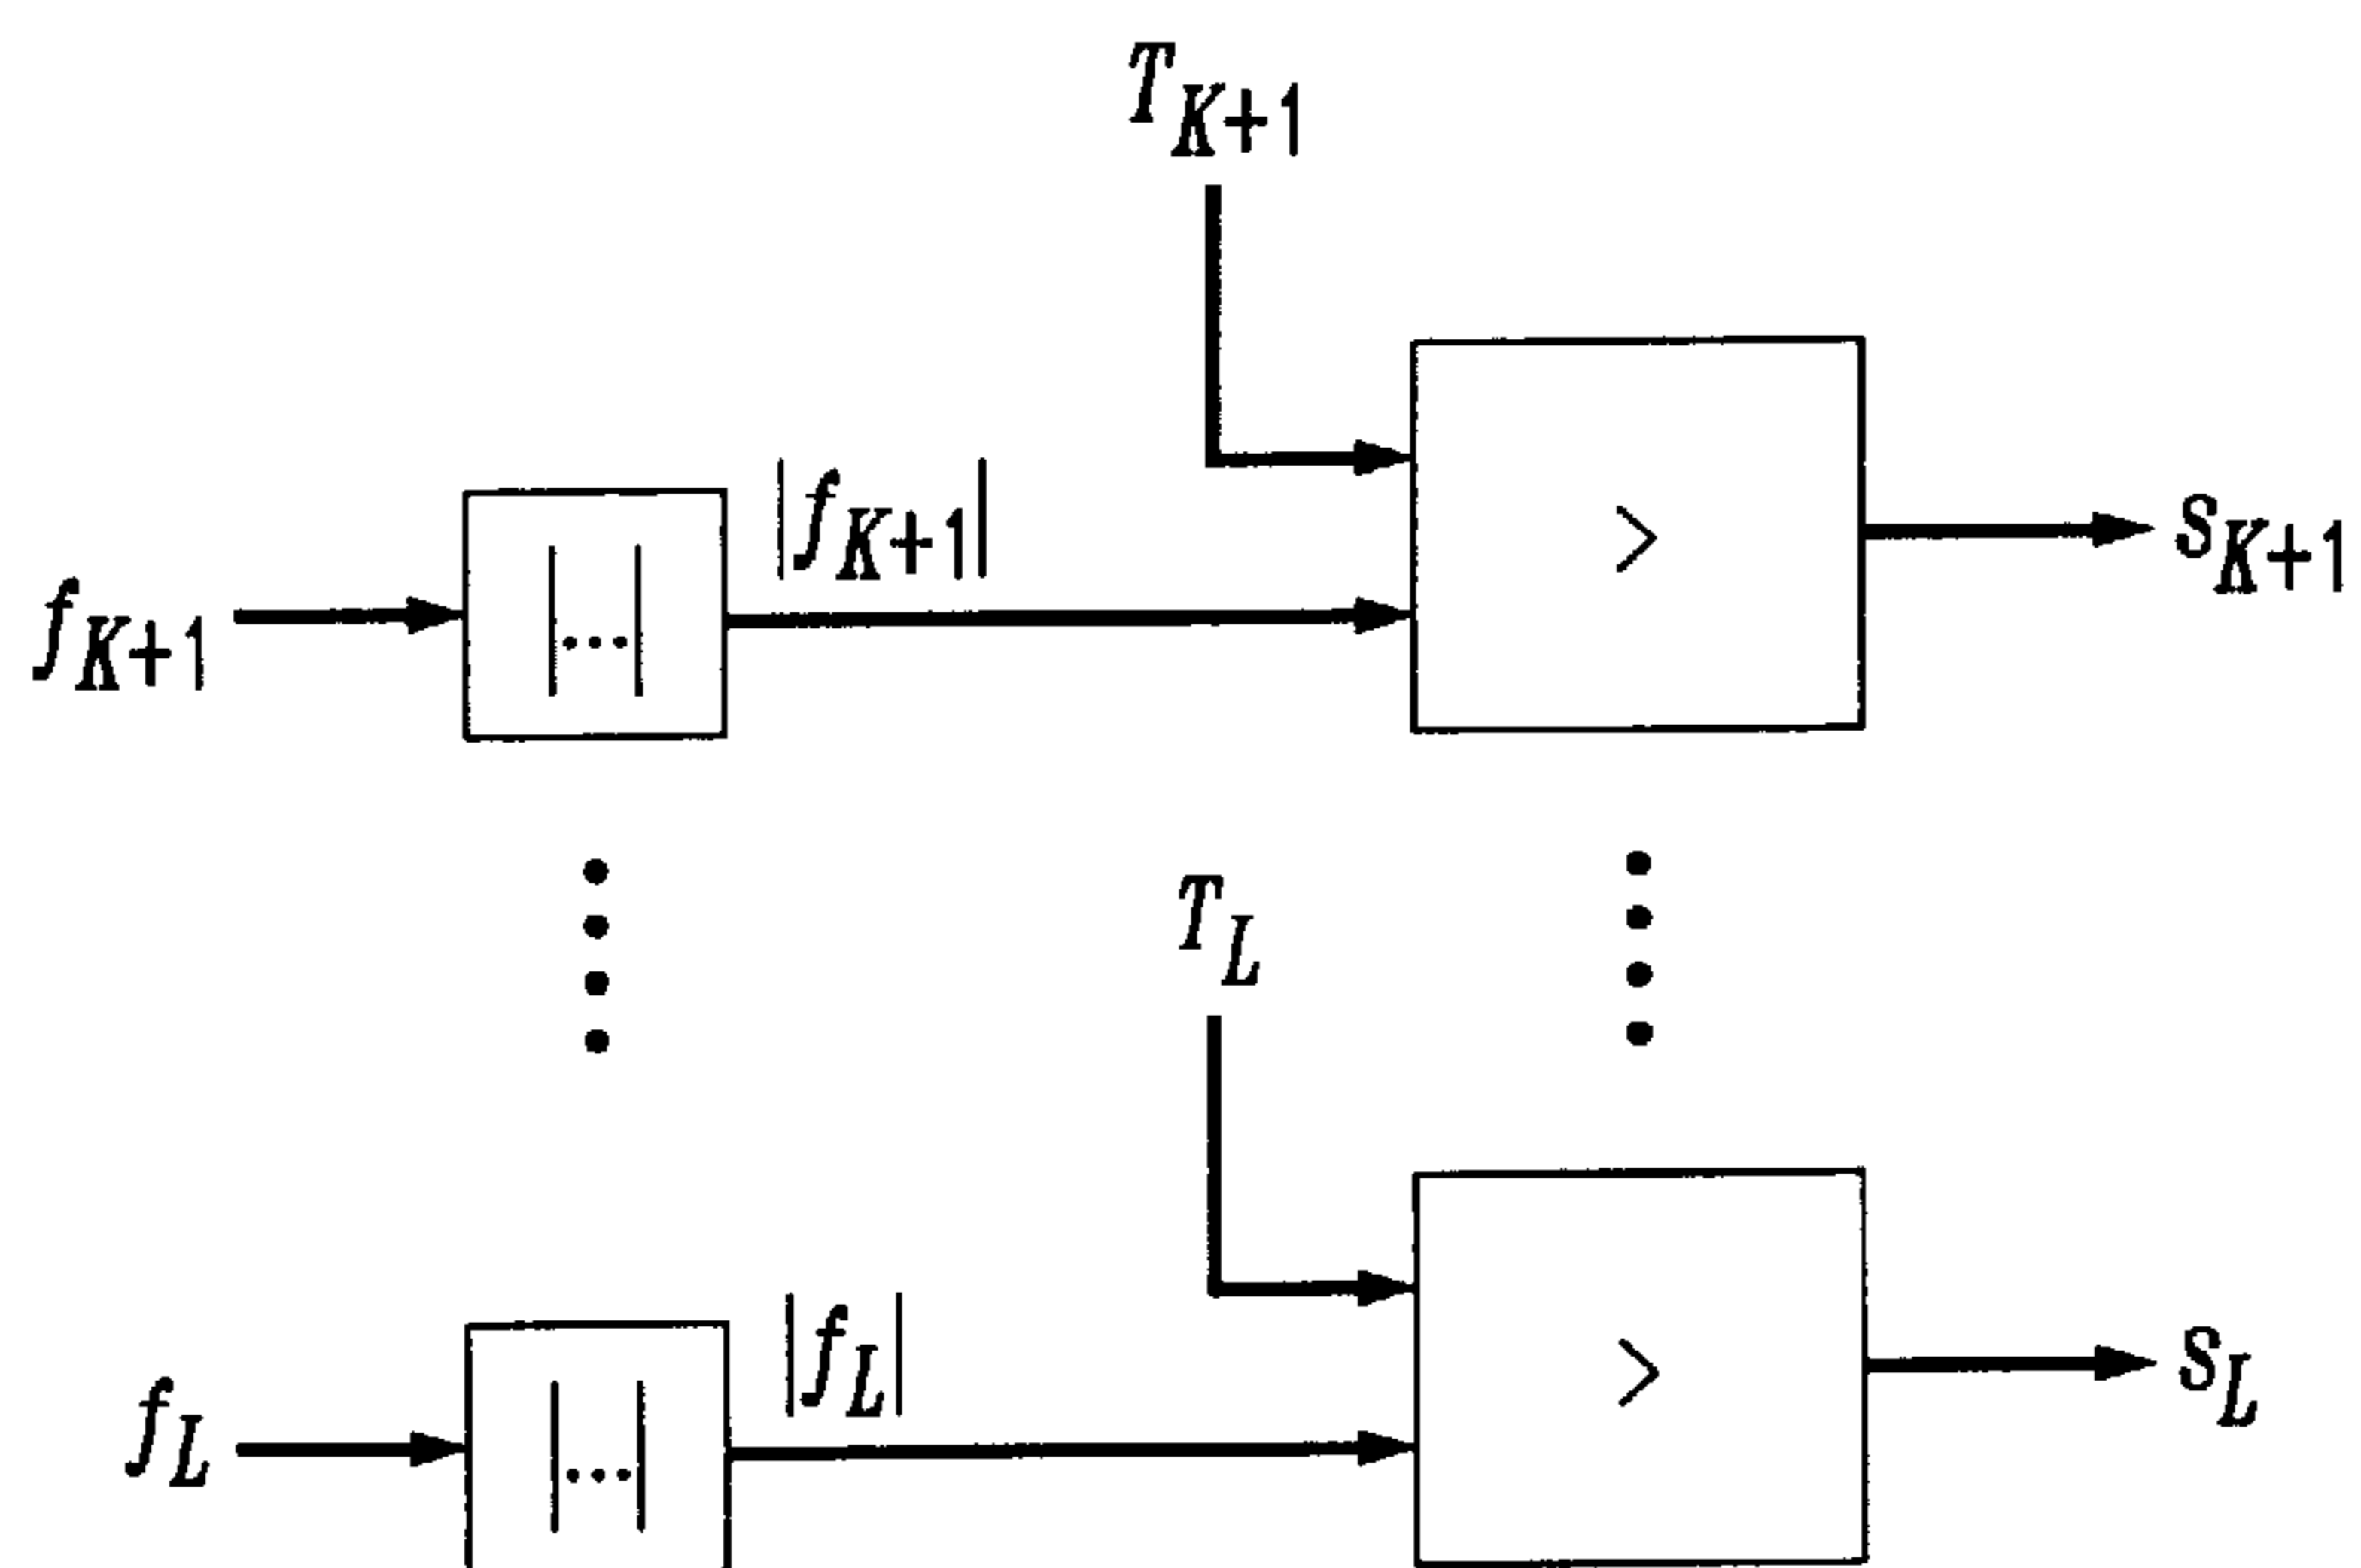 T_{K+1}
|f_{K+1}|
>
s_{K+1}
f_{K+1}
|...|
T_L
|f_L|
>
s_L
f_L
|...|